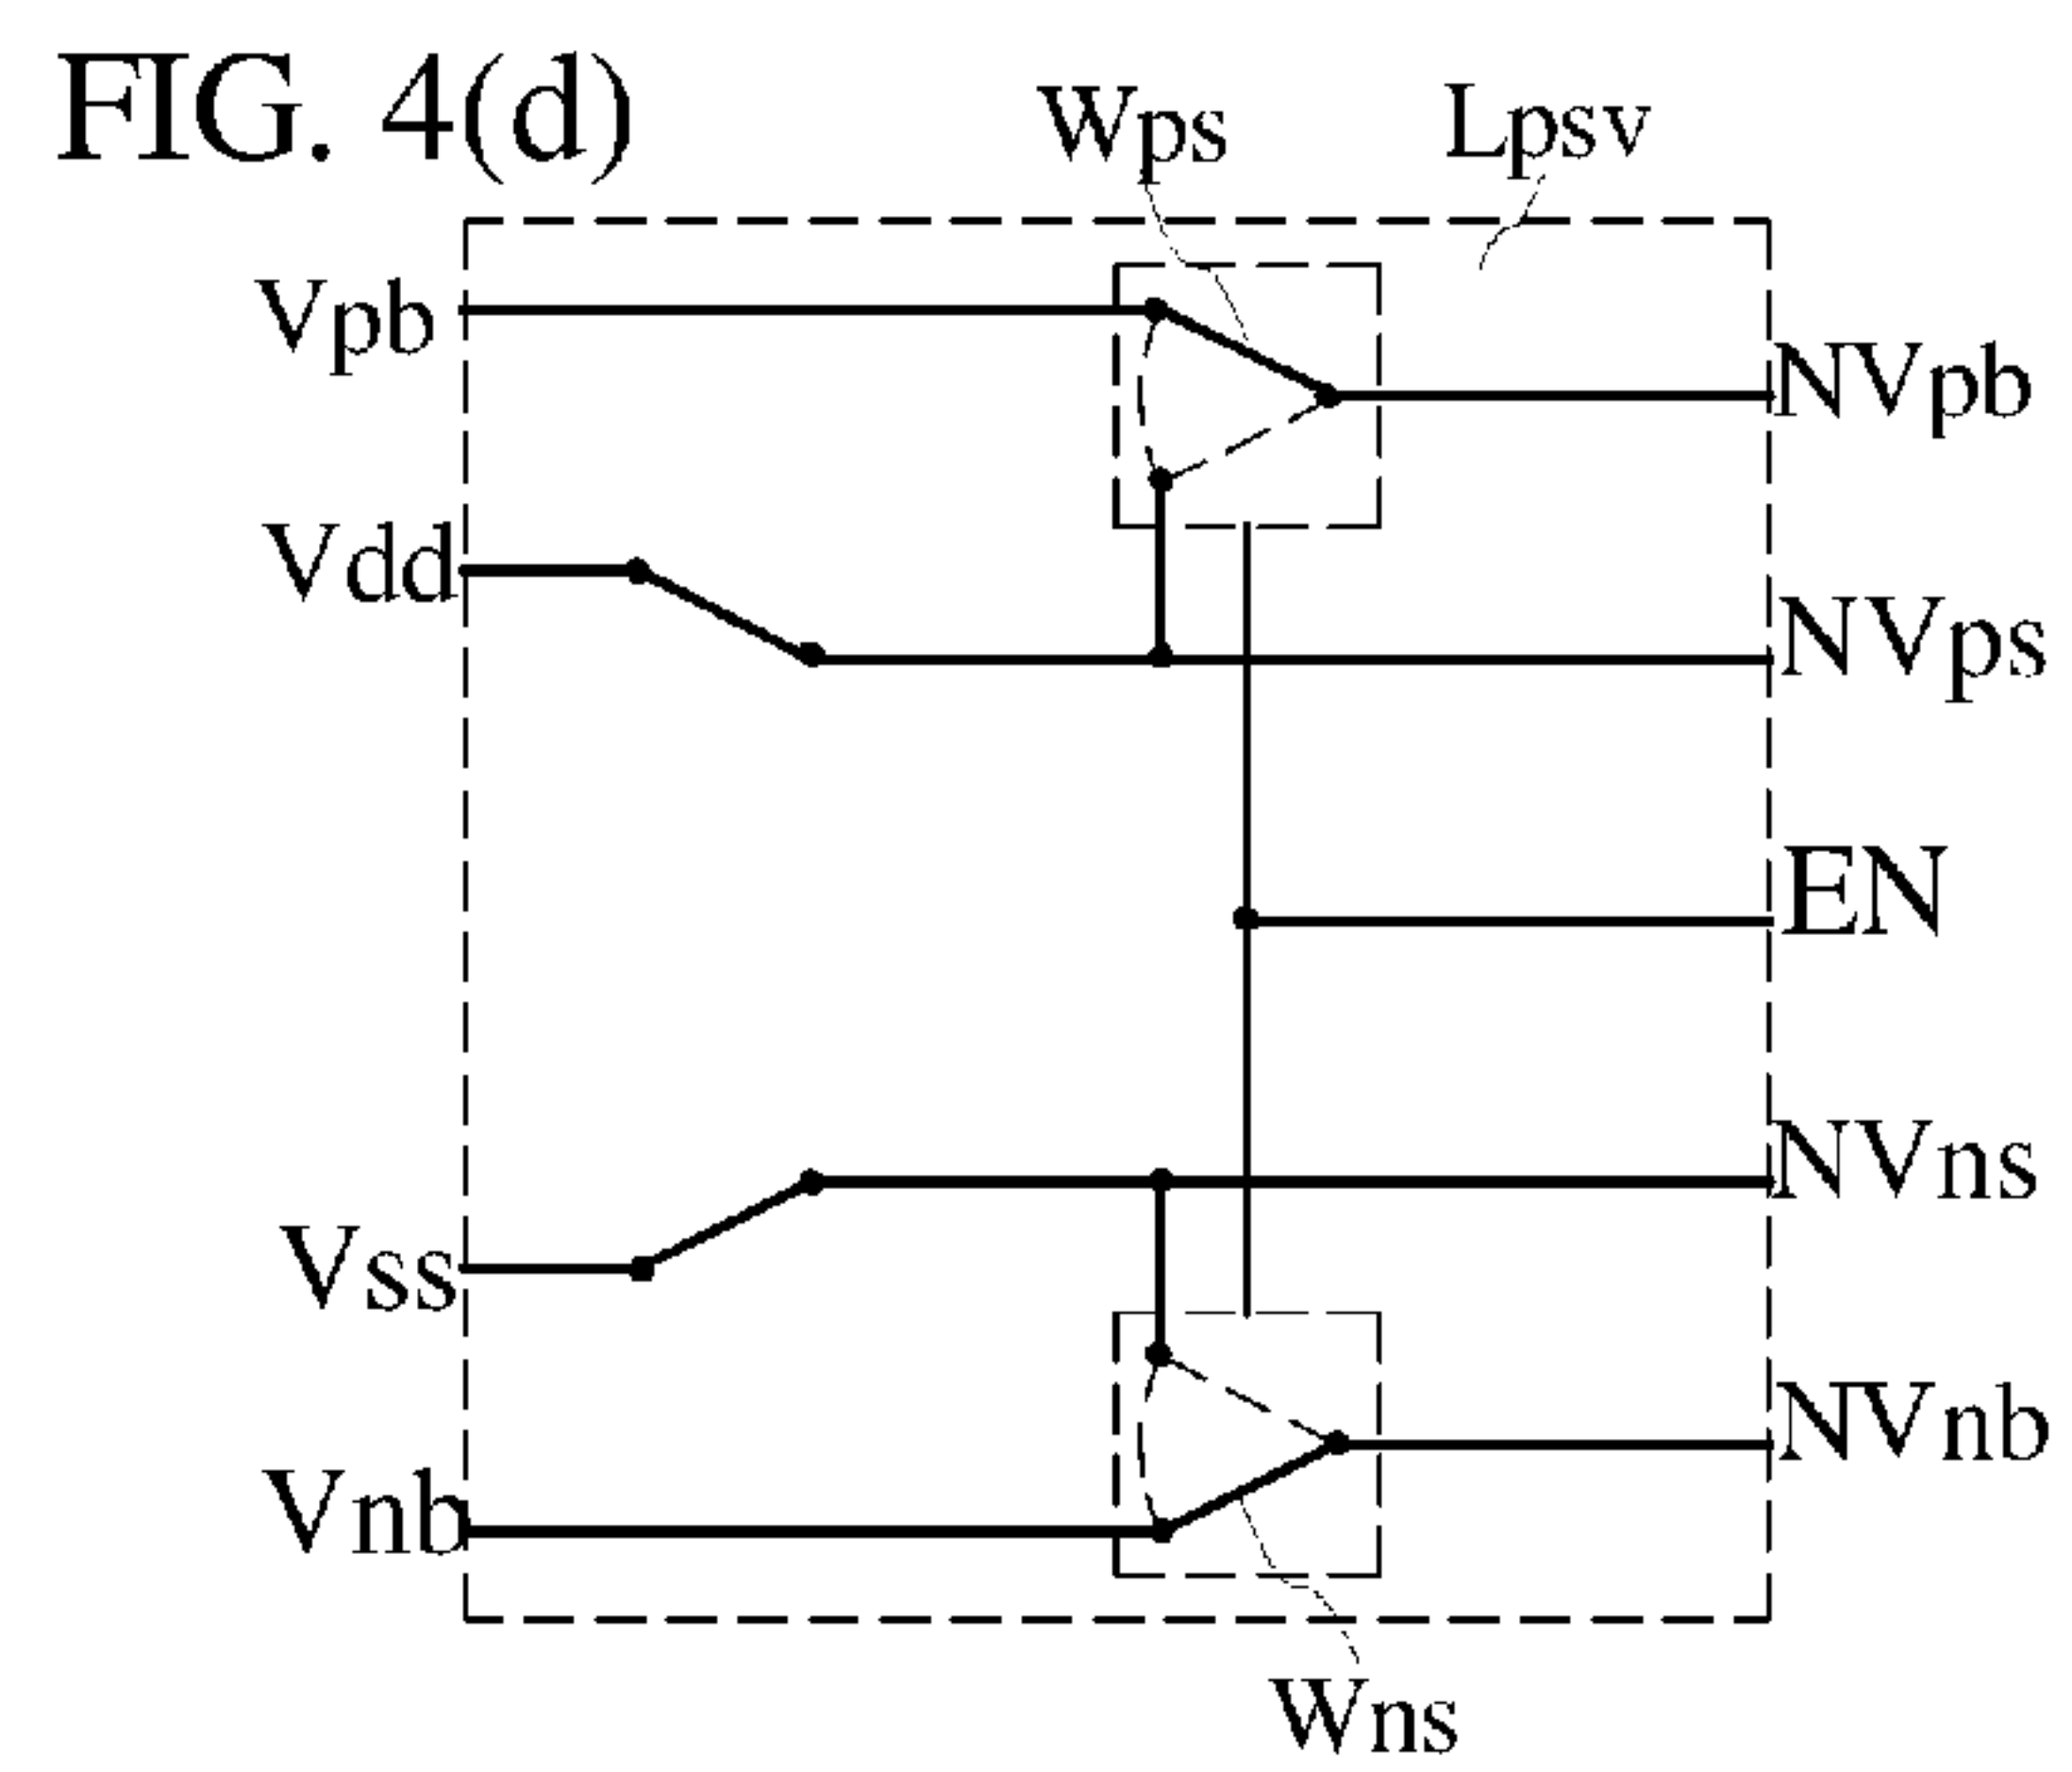 FIG. 4(d)
Wps
Lpsv
Vpb
NVpb
Vdd
NVps
EN
NVns
Vss
NVnb
Vnb
Wns